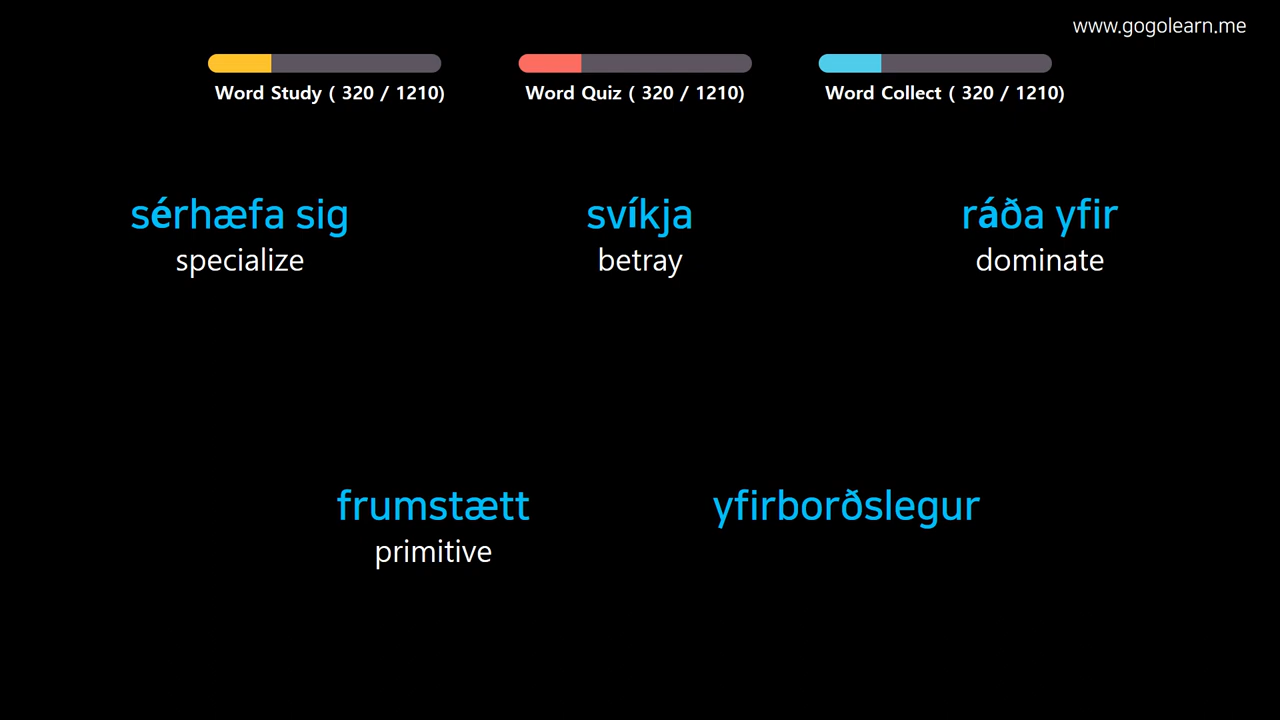 www.gogolearn.me
Word Study ( 320 / 1210)
Word Quiz ( 320 / 1210)
Word Collect ( 320 / 1210)
sérhæfa sig
specialize
svíkja
betray
ráða yfir
dominate
frumstætt
primitive
yfirborðslegur